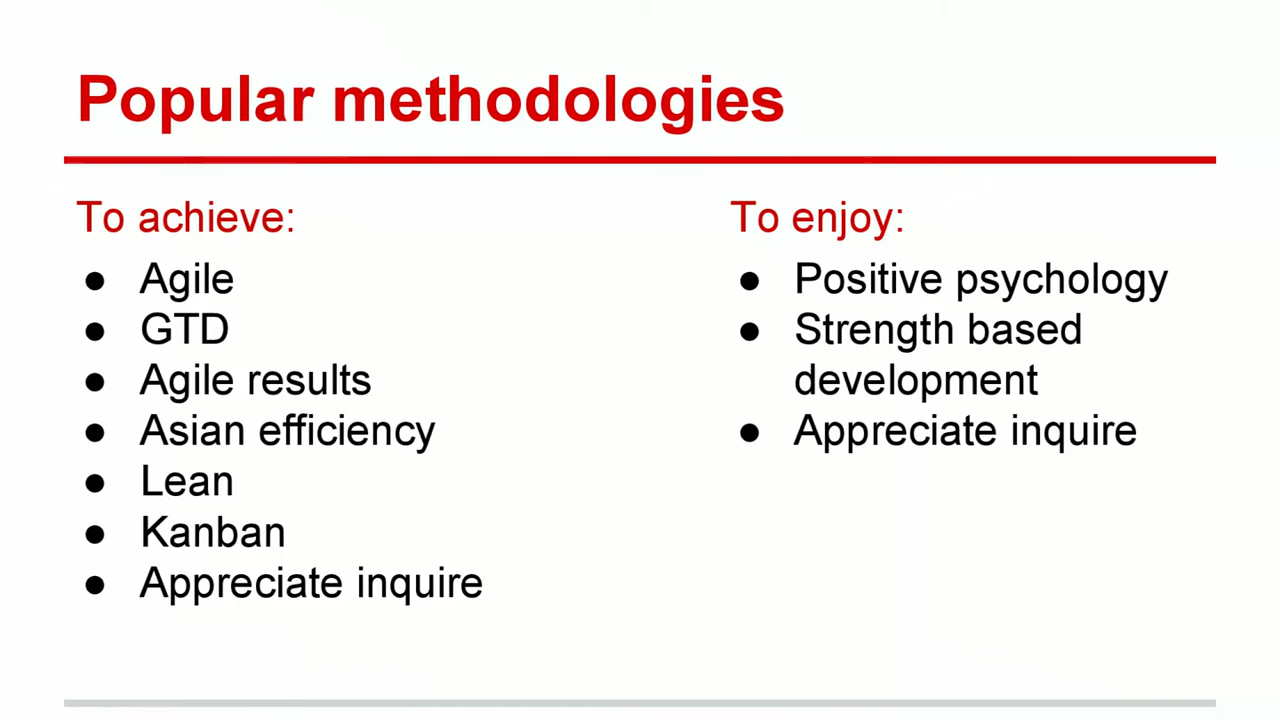 Popular methodologies
To achieve:
● Agile
● GTD
● Agile results
● Asian efficiency
● Lean
● Kanban
● Appreciate inquire
To enjoy:
● Positive psychology
● Strength based
development
● Appreciate inquire